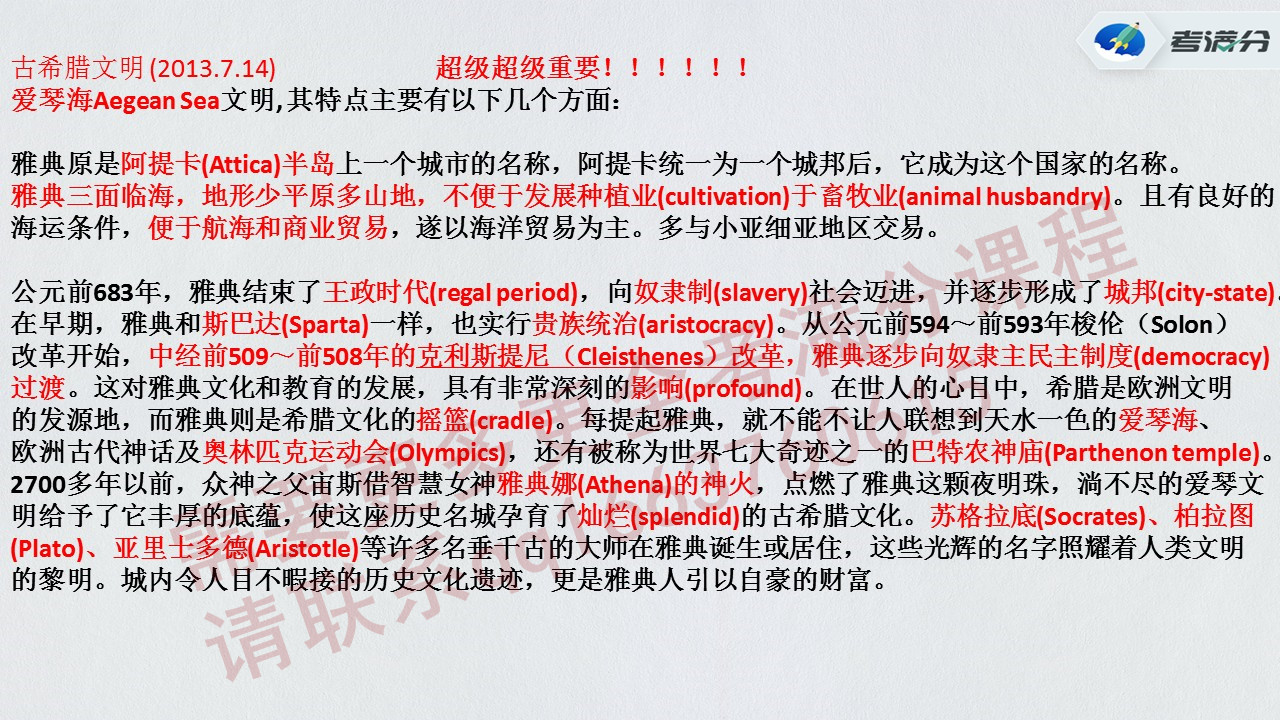 考满分
古希腊文明 (2013.7.14) 超级超级重要！！！！！！
爱琴海Aegean Sea文明, 其特点主要有以下几个方面：
雅典原是阿提卡(Attica)半岛上一个城市的名称，阿提卡统一为一个城邦后，它成为这个国家的名称。
雅典三面临海，地形少平原多山地，不便于发展种植业(cultivation)于畜牧业(animal husbandry)。且有良好的
海运条件，便于航海和商业贸易，遂以海洋贸易为主。多与小亚细亚地区交易。
公元前683年，雅典结束了王政时代(regal period)，向奴隶制(slavery)社会迈进，并逐步形成了城邦(city-state).
在早期，雅典和斯巴达(Sparta)一样，也实行贵族统治(aristocracy)。从公元前594～前593年梭伦（Solon）
改革开始，中经前509～前508年的克利斯提尼（Cleisthenes）改革，雅典逐步向奴隶主民主制度(democracy)
过渡。这对雅典文化和教育的发展，具有非常深刻的影响(profound)。在世人的心目中，希腊是欧洲文明
的发源地，而雅典则是希腊文化的摇篮(cradle)。每提起雅典，就不能不让人联想到天水一色的爱琴海、
欧洲古代神话及奥林匹克运动会(Olympics)，还有被称为世界七大奇迹之一的巴特农神庙(Parthenon temple)。
2700多年以前，众神之父宙斯借智慧女神雅典娜(Athena)的神火，点燃了雅典这颗夜明珠，淌不尽的爱琴文
明给予了它丰厚的底蕴，使这座历史名城孕育了灿烂(splendid)的古希腊文化。苏格拉底(Socrates)、柏拉图
(Plato)、亚里士多德(Aristotle)等许多名垂千古的大师在雅典诞生或居住，这些光辉的名字照耀着人类文明
的黎明。城内令人目不暇接的历史文化遗迹，更是雅典人引以自豪的财富。
需要更多更全考满分课程
请联系qq1609760615